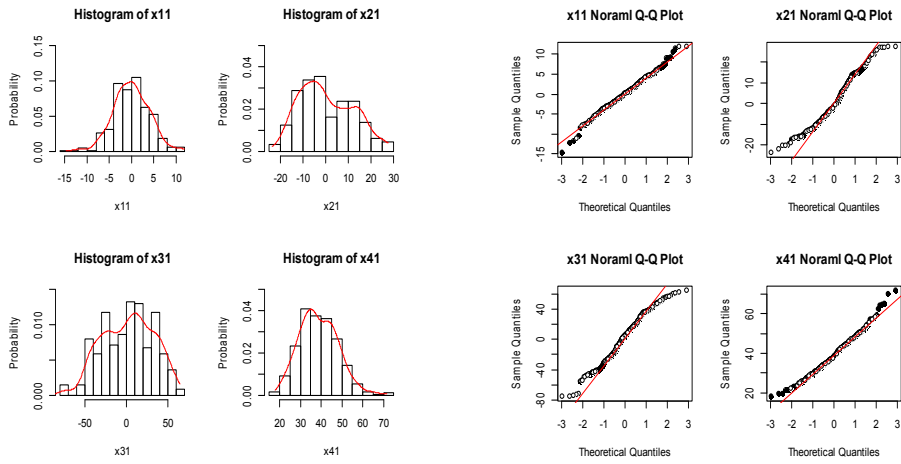 Histogram of x11
Probability
0.00 0.05 0.10 0.15
-15 -10 -5 0 5 10
x11
Histogram of x21
Probability
0.00 0.02 0.04
-20 -10 0 10 20 30
x21
x11 Noraml Q-Q Plot
Sample Quantiles
-15 -5 0 5 10
-3 -2 -1 0 1 2 3
Theoretical Quantiles
x21 Noraml Q-Q Plot
Sample Quantiles
-20 0 10 20
-3 -2 -1 0 1 2 3
Theoretical Quantiles
Histogram of x31
Probability
0.000 0.010
-50 0 50
x31
Histogram of x41
Probability
0.00 0.02 0.04
20 30 40 50 60 70
x41
x31 Noraml Q-Q Plot
Sample Quantiles
-80 -40 0 40
-3 -2 -1 0 1 2 3
Theoretical Quantiles
x41 Noraml Q-Q Plot
Sample Quantiles
20 40 60
-3 -2 -1 0 1 2 3
Theoretical Quantiles